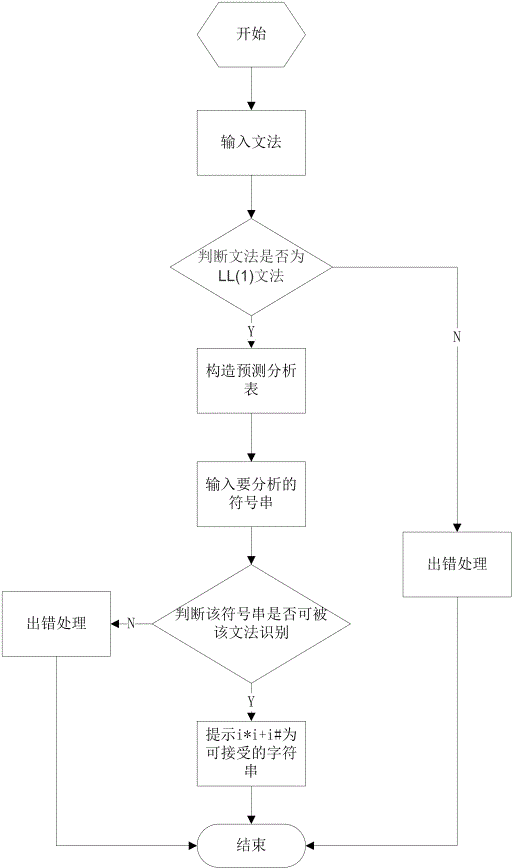 开始
输入文法
判断文法是否为
LL(1)文法
Y
N
构造预测分析
表
输入要分析的
符号串
出错处理
判断该符号串是否可被
该文法识别
N
出错处理
Y
提示i*i+i#为
可接受的字符
串
结束